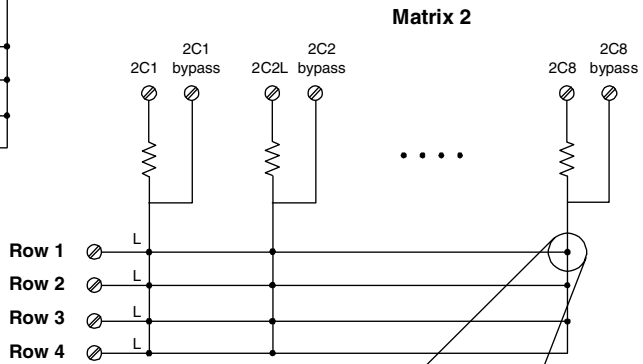 Matrix 2
2C1 2C1 bypass 2C2L 2C2 bypass 2C8 2C8 bypass
Row 1 L
Row 2 L
Row 3 L
Row 4 L